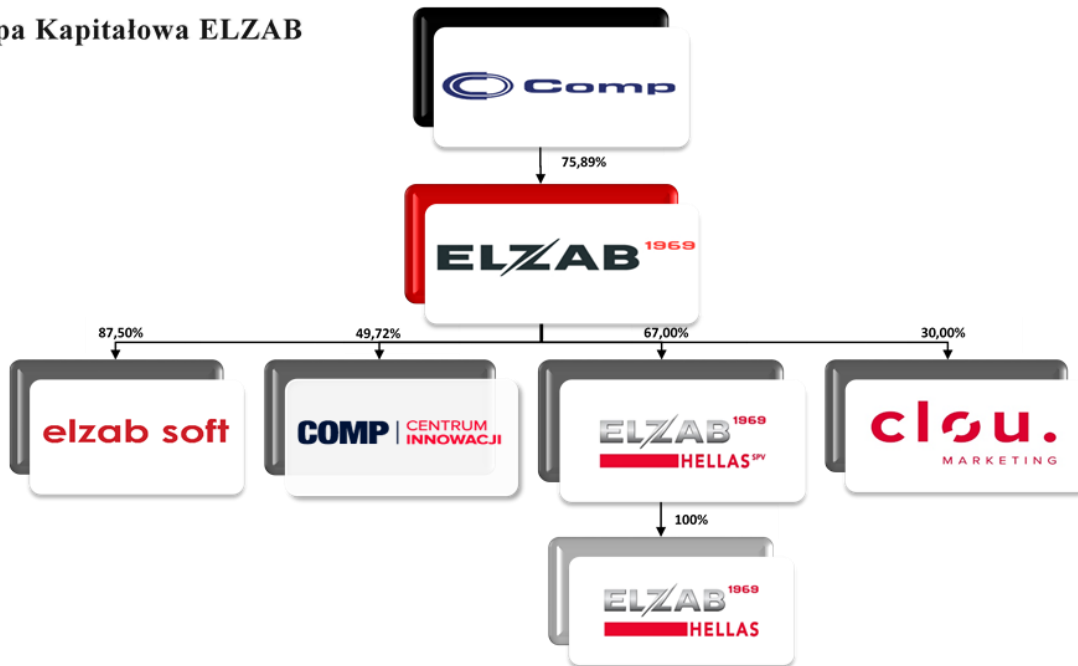 pa Kapitałowa ELZAB
Comp
75,89%
ELZAB 1969
87,50%
49,72%
67,00%
30,00%
elzab soft
COMP | CENTRUM
INNOWACJI
ELZAB 1969
HELLAS SPV
clou.
MARKETING
100%
ELZAB 1969
HELLAS